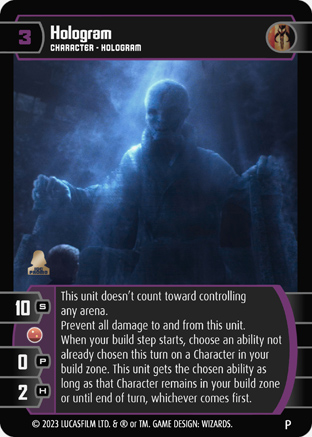 3
Hologram
CHARACTER • HOLOGRAM
10 S
P
0 P
2 H
This unit doesn't count toward controlling
any arena.
Prevent all damage to and from this unit.
When your build step starts, choose an ability not
already chosen this turn on a Character in your
build zone. This unit gets the chosen ability as
long as that Character remains in your build zone
or until end of turn, whichever comes first.
© 2023 LUCASFILM LTD. & ® or TM. GAME DESIGN: WIZARDS.
P